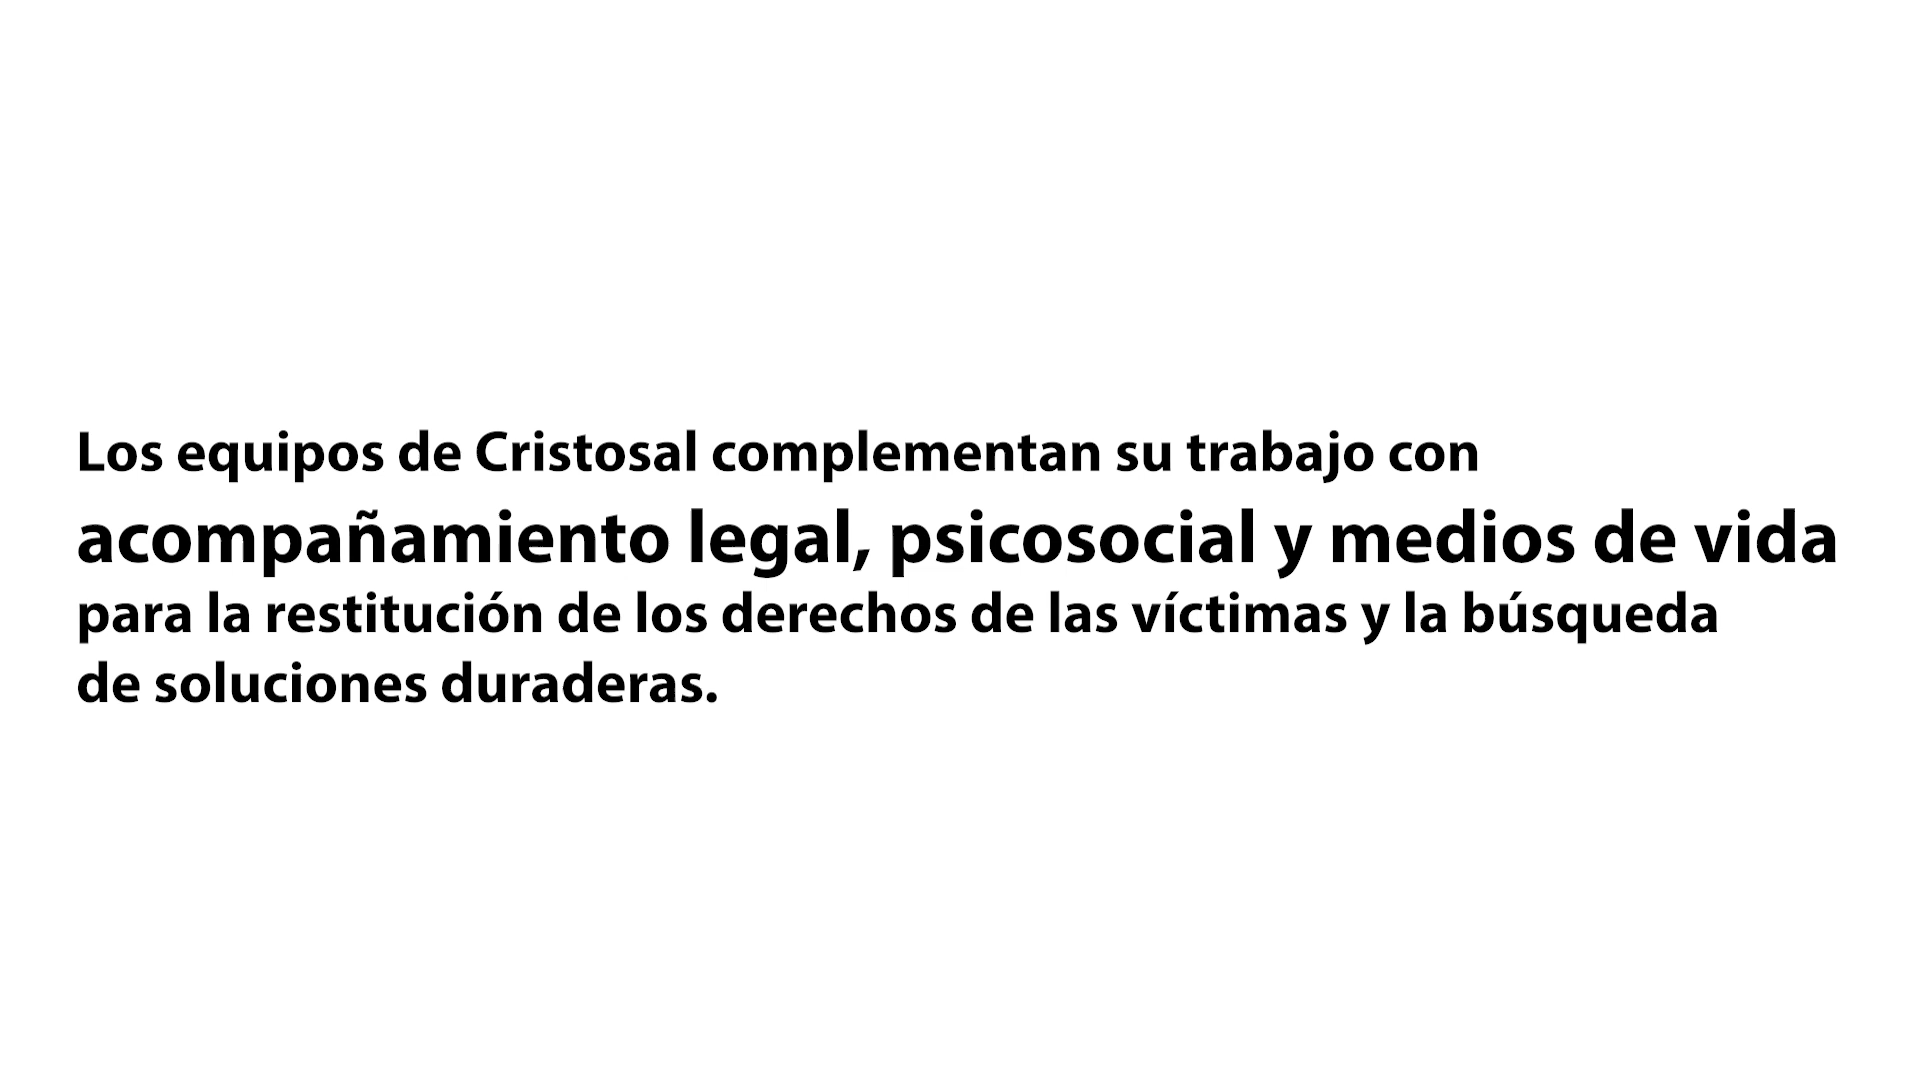 Los equipos de Cristosal complementan su trabajo con
acompañamiento legal, psicosocial y medios de vida
para la restitución de los derechos de las víctimas y la búsqueda
de soluciones duraderas.